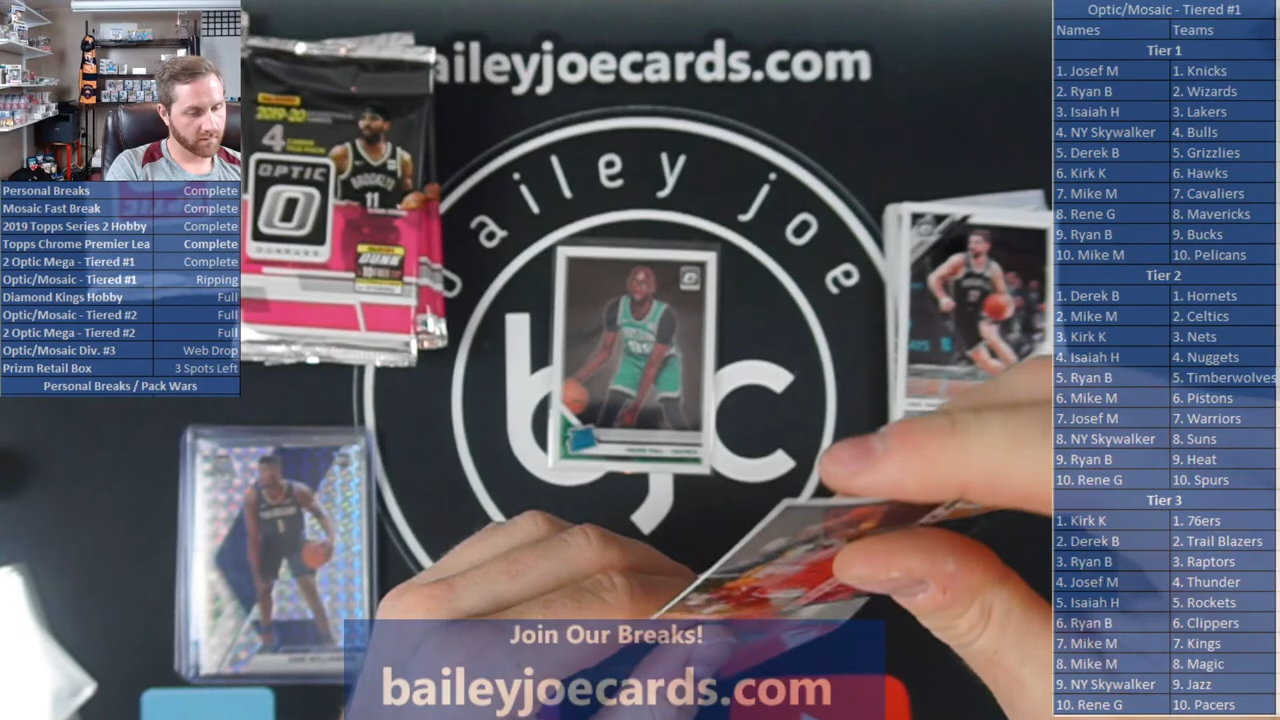 Personal Breaks Complete
Mosaic Fast Break Complete
2019 Topps Series 2 Hobby Complete
Topps Chrome Premier Lea Complete
2 Optic Mega - Tiered #1 Complete
Optic/Mosaic - Tiered #1 Ripping
Diamond Kings Hobby Full
Optic/Mosaic - Tiered #2 Full
2 Optic Mega - Tiered #2 Full
Optic/Mosaic Div. #3 Web Drop
Prizm Retail Box 3 Spots Left
Personal Breaks / Pack Wars
aileyjoecards.com
2019-20
4
BROOKLYN
11
OPTIC
DONRUSS
DUNK
bailey joe
bjc
Join Our Breaks!
baileyjoecards.com
Optic/Mosaic - Tiered #1
Names Teams
Tier 1
1. Josef M 1. Knicks
2. Ryan B 2. Wizards
3. Isaiah H 3. Lakers
4. NY Skywalker 4. Bulls
5. Derek B 5. Grizzlies
6. Kirk K 6. Hawks
7. Mike M 7. Cavaliers
8. Rene G 8. Mavericks
9. Ryan B 9. Bucks
10. Mike M 10. Pelicans
Tier 2
1. Derek B 1. Hornets
2. Mike M 2. Celtics
3. Kirk K 3. Nets
4. Isaiah H 4. Nuggets
5. Ryan B 5. Timberwolves
6. Mike M 6. Pistons
7. Josef M 7. Warriors
8. NY Skywalker 8. Suns
9. Ryan B 9. Heat
10. Rene G 10. Spurs
Tier 3
1. Kirk K 1. 76ers
2. Derek B 2. Trail Blazers
3. Ryan B 3. Raptors
4. Josef M 4. Thunder
5. Isaiah H 5. Rockets
6. Ryan B 6. Clippers
7. Mike M 7. Kings
8. Mike M 8. Magic
9. NY Skywalker 9. Jazz
10. Rene G 10. Pacers